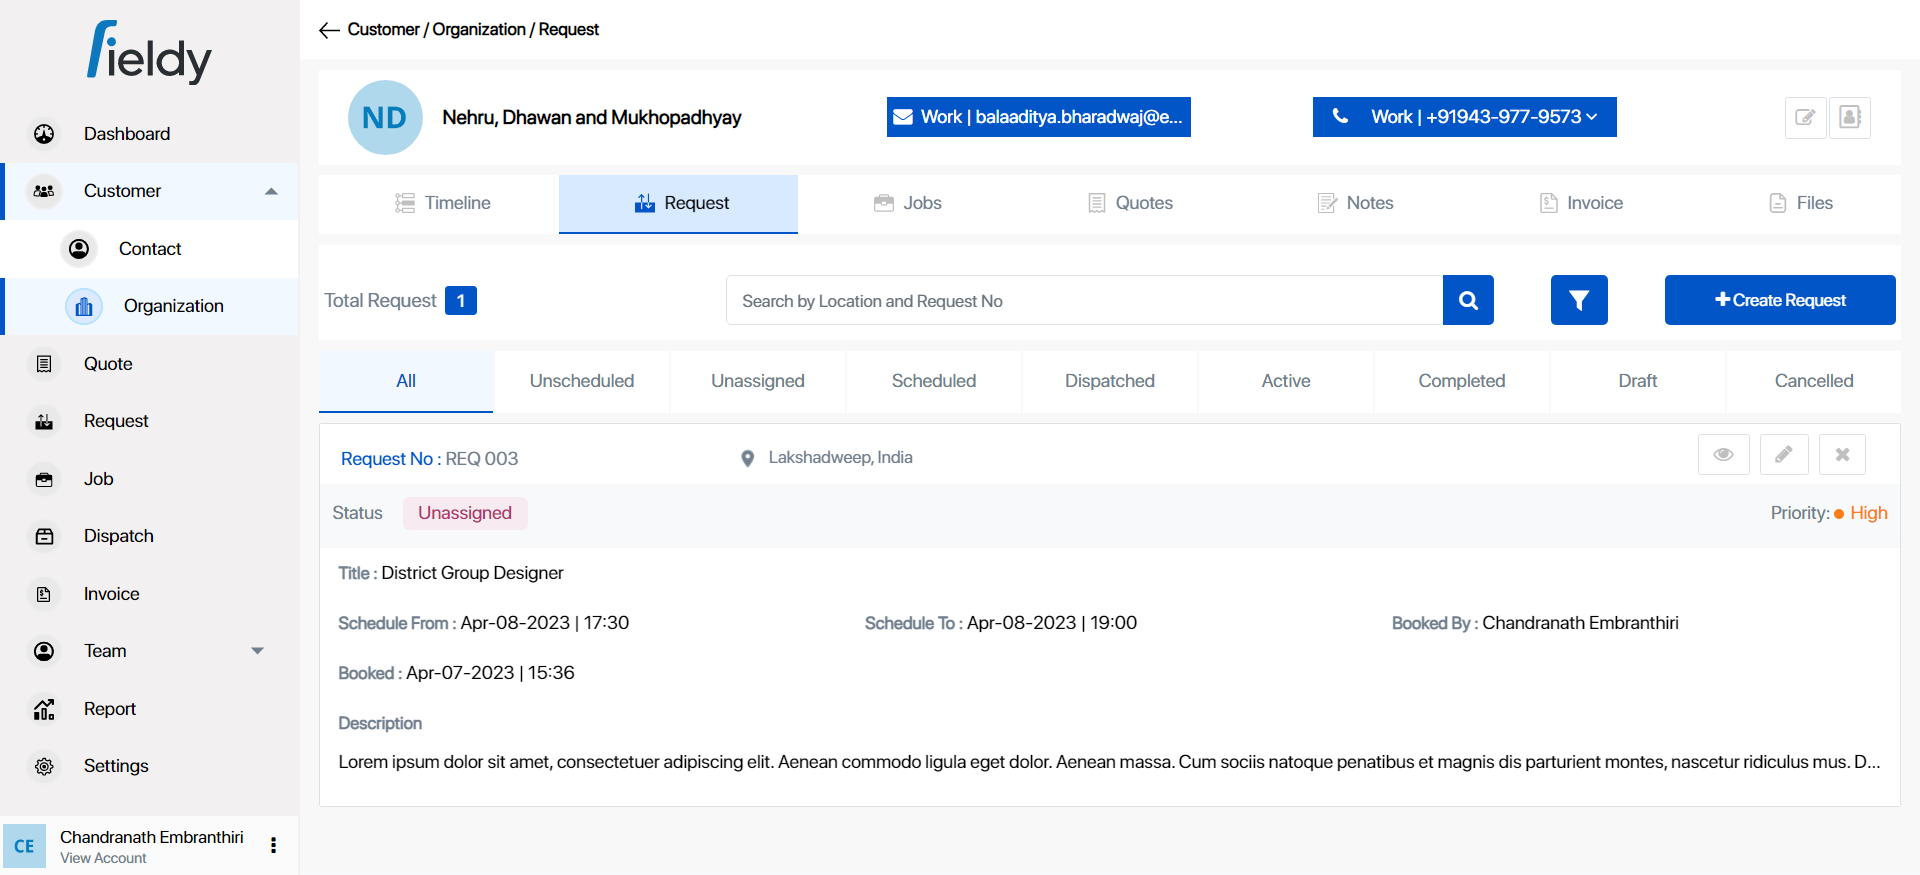 fieldy
Dashboard
Customer
Contact
Organization
Quote
Request
Job
Dispatch
Invoice
Team
Report
Settings
CE
Chandranath Embranthiri
View Account
Customer / Organization / Request
ND
Nehru, Dhawan and Mukhopadhyay
Work | balaaditya.bharadwaj@e...
Work | +91943-977-9573
Timeline
Request
Jobs
Quotes
Notes
Invoice
Files
Total Request 1
Search by Location and Request No
Create Request
All
Unscheduled
Unassigned
Scheduled
Dispatched
Active
Completed
Draft
Cancelled
Request No : REQ 003
Lakshadweep, India
Status Unassigned
Priority: High
Title : District Group Designer
Schedule From : Apr-08-2023 | 17:30
Schedule To : Apr-08-2023 | 19:00
Booked By : Chandranath Embranthiri
Booked : Apr-07-2023 | 15:36
Description
Lorem ipsum dolor sit amet, consectetuer adipiscing elit. Aenean commodo ligula eget dolor. Aenean massa. Cum sociis natoque penatibus et magnis dis parturient montes, nascetur ridiculus mus. D...